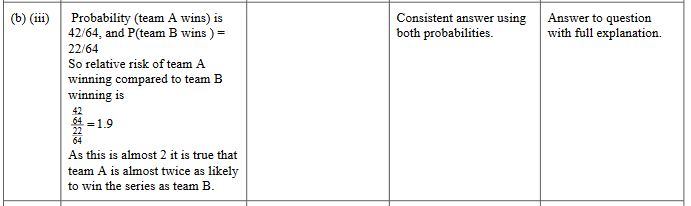 (b) (iii)
Probability (team A wins) is
42/64, and P(team B wins ) =
22/64
So relative risk of team A
winning compared to team B
winning is
42
64
22
64
= 1.9
As this is almost 2 it is true that
team A is almost twice as likely
to win the series as team B.
Consistent answer using
both probabilities.
Answer to question
with full explanation.